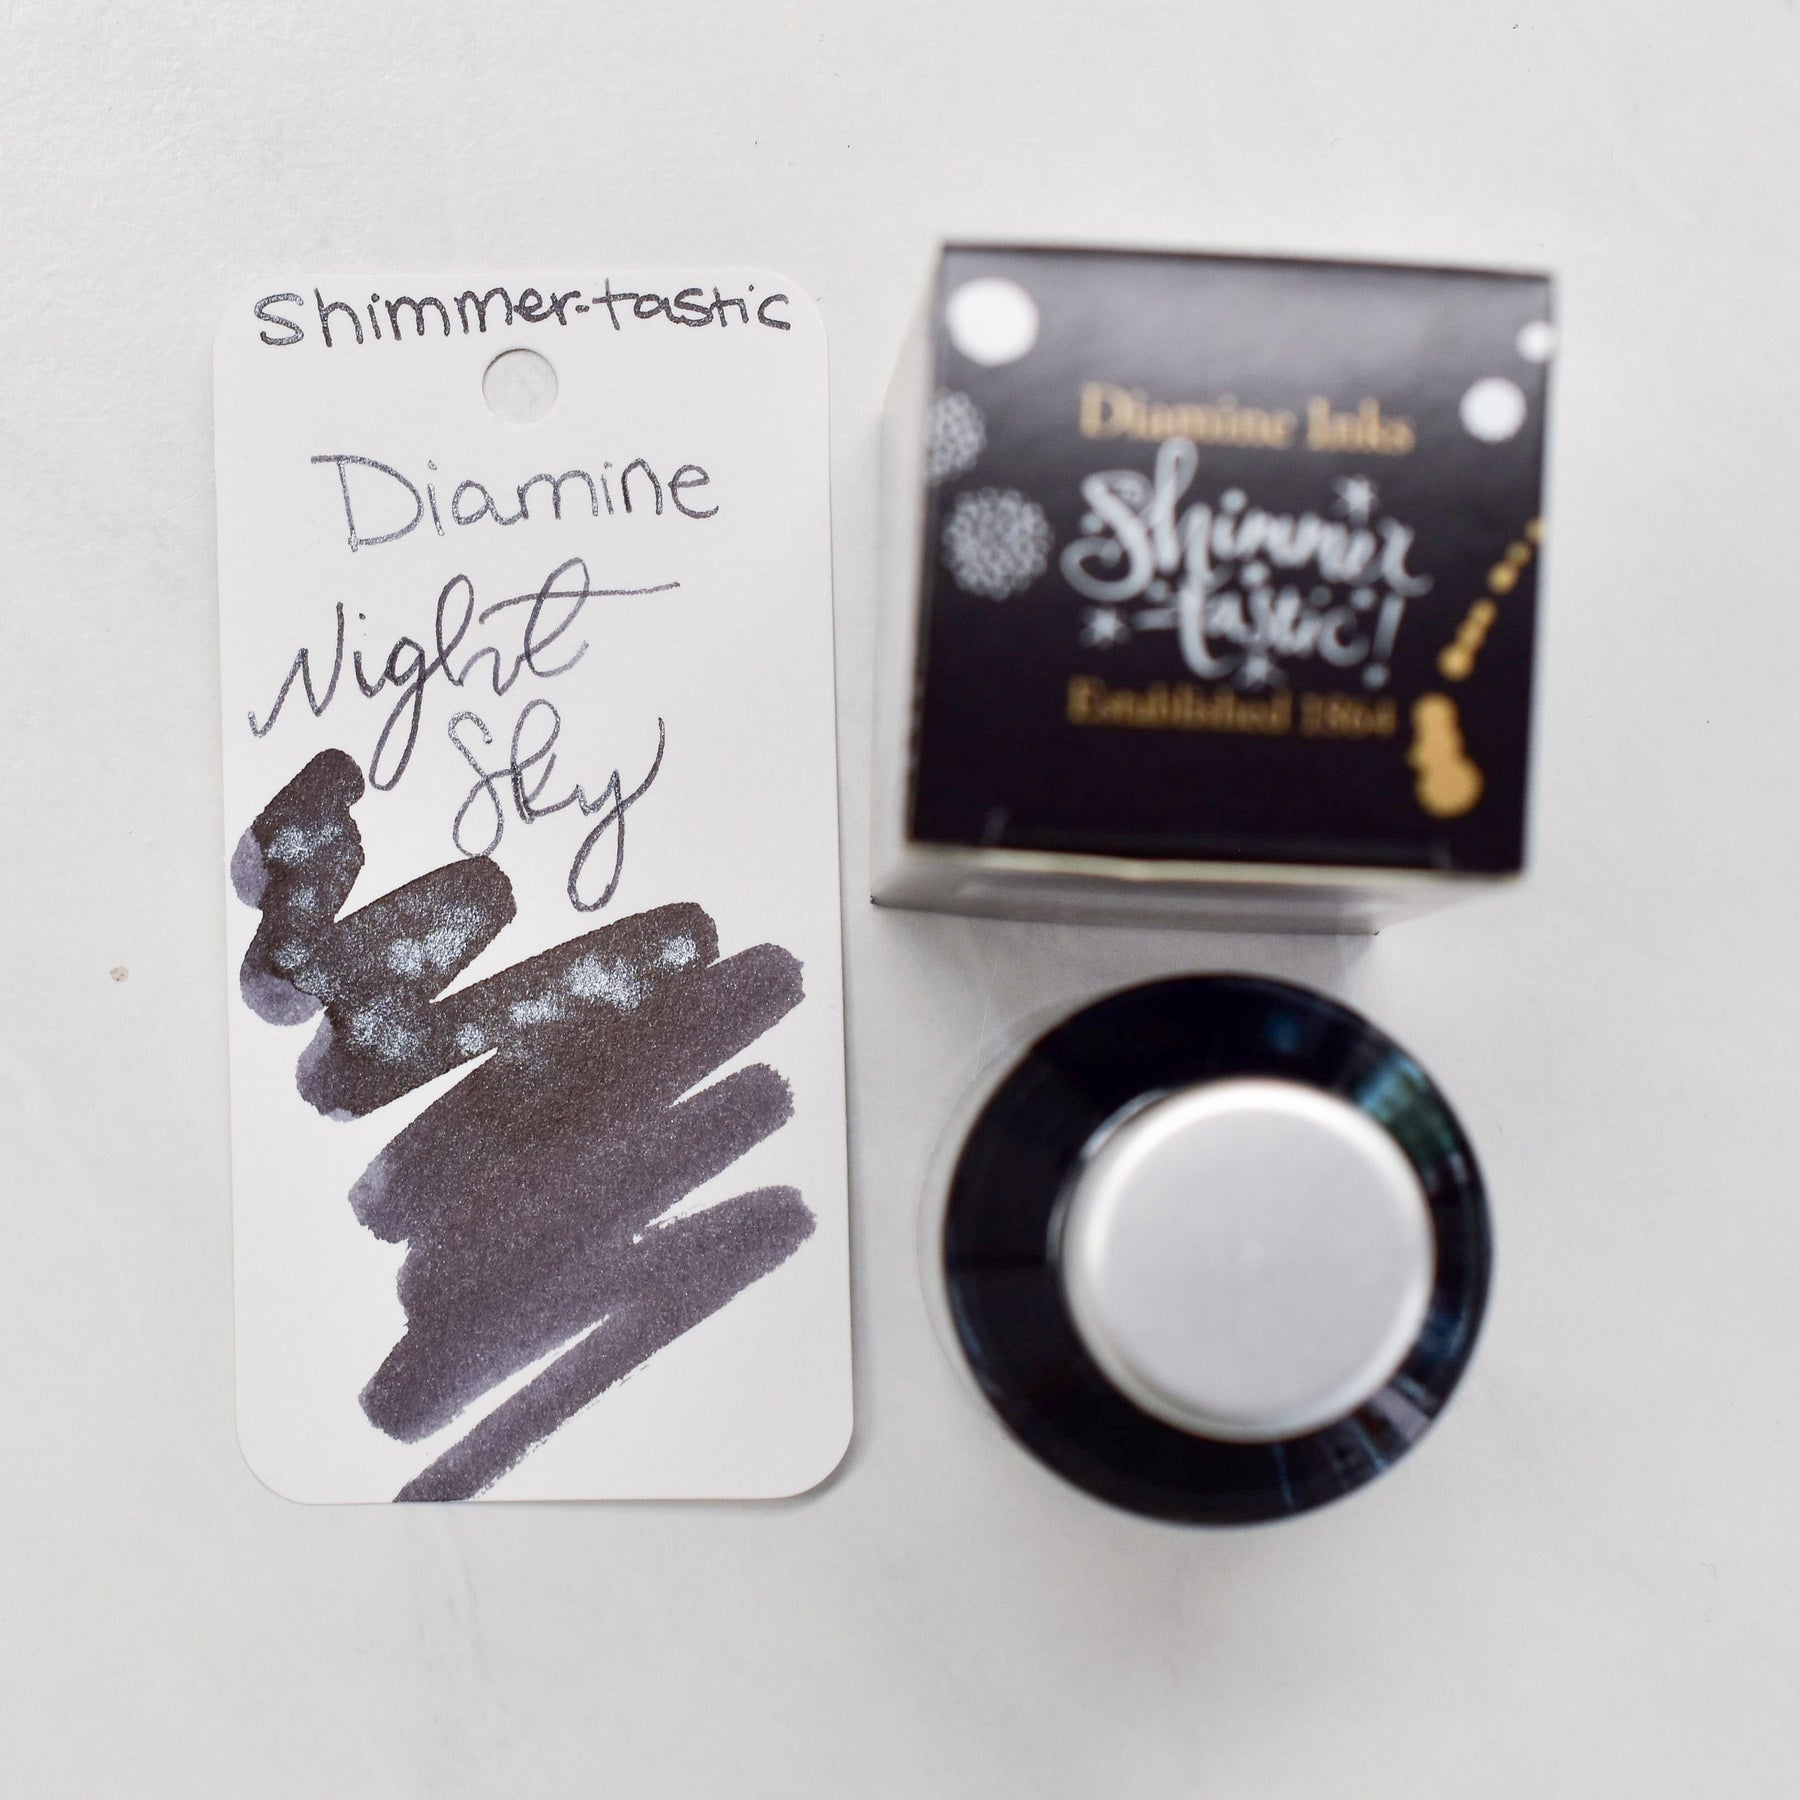 Shimmer-tastic
Diamine
Night
Sky
Diamine Inks
Shimmer
-tastic!
Established 1864